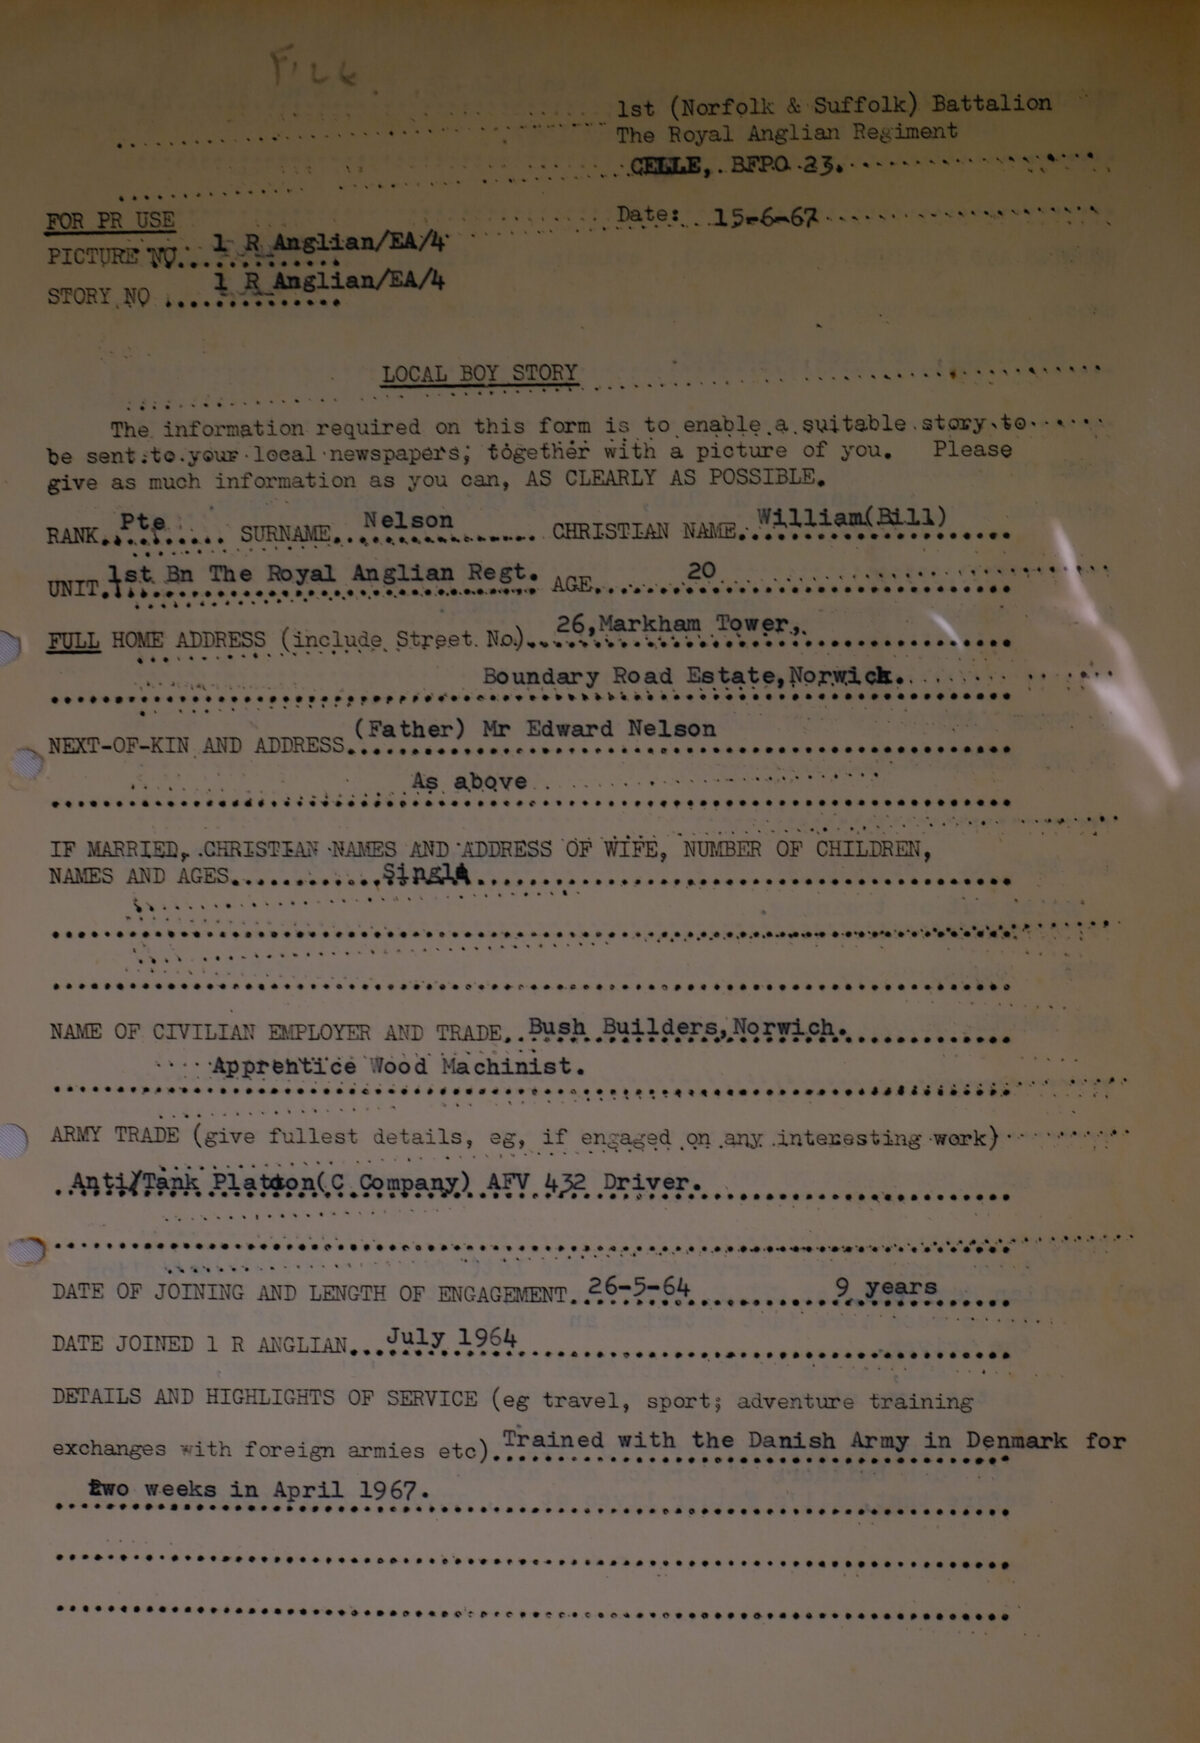 FILE
1st (Norfolk & Suffolk) Battalion
The Royal Anglian Regiment
CELLE, BFPO 23.
Date: 15-6-67
FOR PR USE
PICTURE NO. 1 R Anglian/EA/4
STORY NO 1 R Anglian/EA/4
LOCAL BOY STORY
The information required on this form is to enable a suitable story to
be sent to your local newspapers; together with a picture of you. Please
give as much information as you can, AS CLEARLY AS POSSIBLE.
RANK Pte SURNAME Nelson CHRISTIAN NAME William(Bill)
UNIT 1st Bn The Royal Anglian Regt. AGE 20
FULL HOME ADDRESS (include Street No.) 26,Markham Tower,
Boundary Road Estate,Norwich.
NEXT-OF-KIN AND ADDRESS (Father) Mr Edward Nelson
As above
IF MARRIED, CHRISTIAN NAMES AND ADDRESS OF WIFE, NUMBER OF CHILDREN,
NAMES AND AGES Single
NAME OF CIVILIAN EMPLOYER AND TRADE Bush Builders,Norwich.
Apprentice Wood Machinist.
ARMY TRADE (give fullest details, eg, if engaged on any interesting work)
Anti/Tank Platoon(C Company) AFV 432 Driver.
DATE OF JOINING AND LENGTH OF ENGAGEMENT 26-5-64 9 years
DATE JOINED 1 R ANGLIAN July 1964
DETAILS AND HIGHLIGHTS OF SERVICE (eg travel, sport; adventure training
exchanges with foreign armies etc) Trained with the Danish Army in Denmark for
two weeks in April 1967.